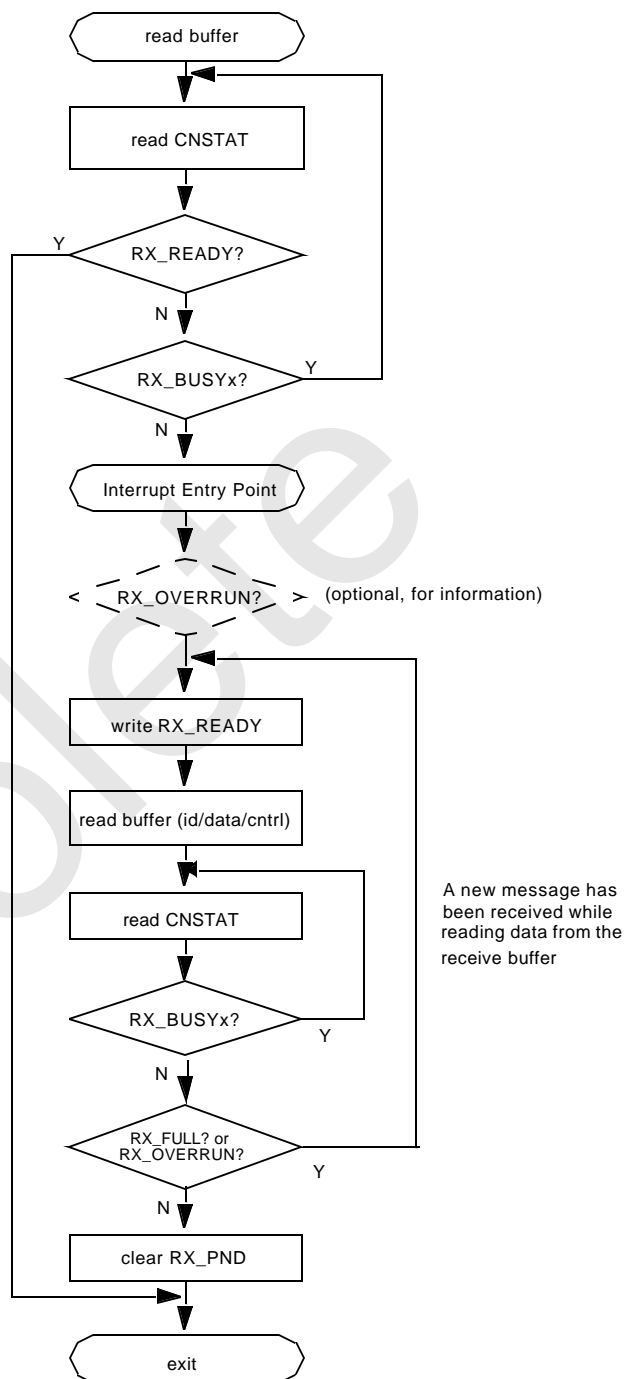 read buffer
read CNSTAT
Y
RX_READY?
N
RX_BUSYx?
Y
N
Interrupt Entry Point
RX_OVERRUN?
(optional, for information)
write RX_READY
read buffer (id/data/cntrl)
read CNSTAT
A new message has
been received while
reading data from the
receive buffer
RX_BUSYx?
Y
N
RX_FULL? or
RX_OVERRUN?
Y
N
clear RX_PND
exit
olete